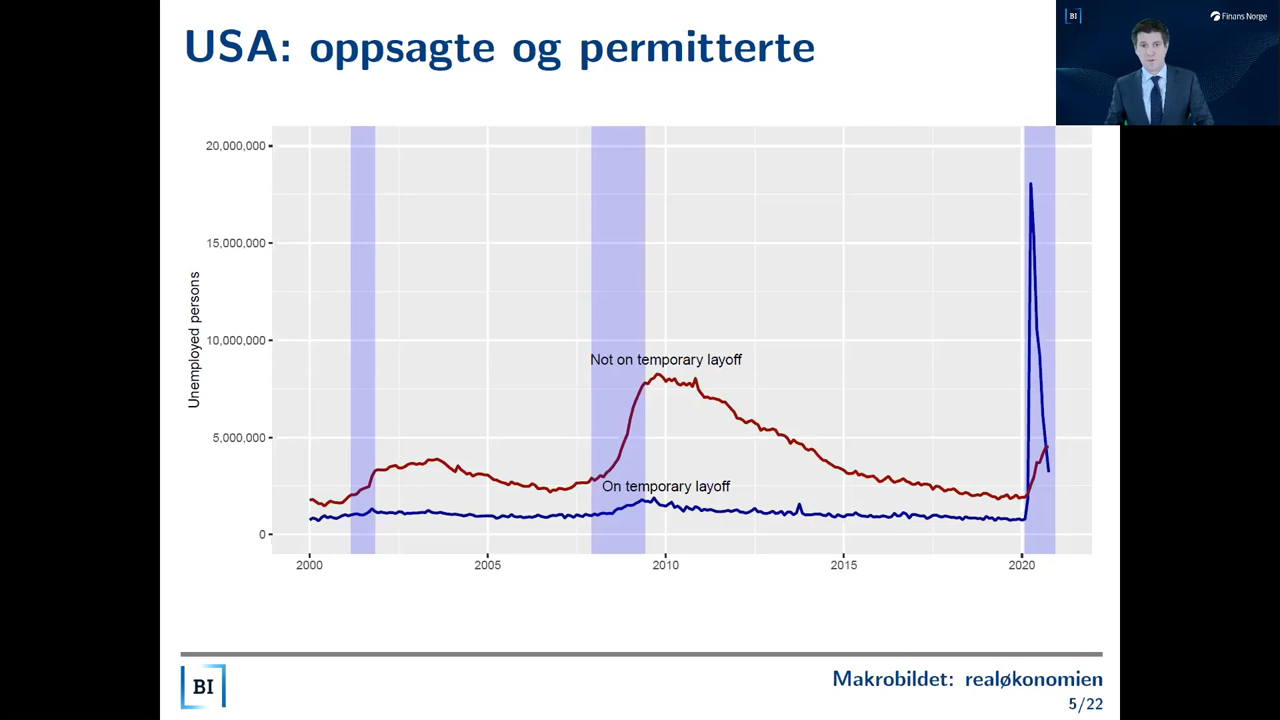 USA: oppsagte og permitterte
BI
Finans Norge
20,000,000
15,000,000
10,000,000
5,000,000
0
Unemployed persons
Not on temporary layoff
On temporary layoff
2000
2005
2010
2015
2020
BI
Makrobildet: realøkonomien
5/22